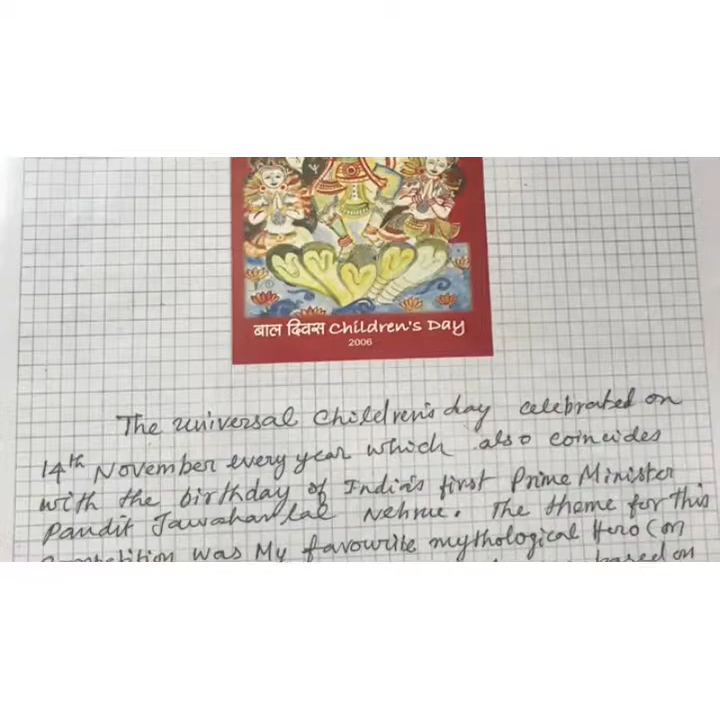 बाल दिवस Children's Day
2006
The universal children's day celebrated on
14th November every year which also coincides
with the birthday of India's first Prime Minister
Pandit Jawaharlal Nehru. The theme for this
was My favourite mythological Hero (on
based on